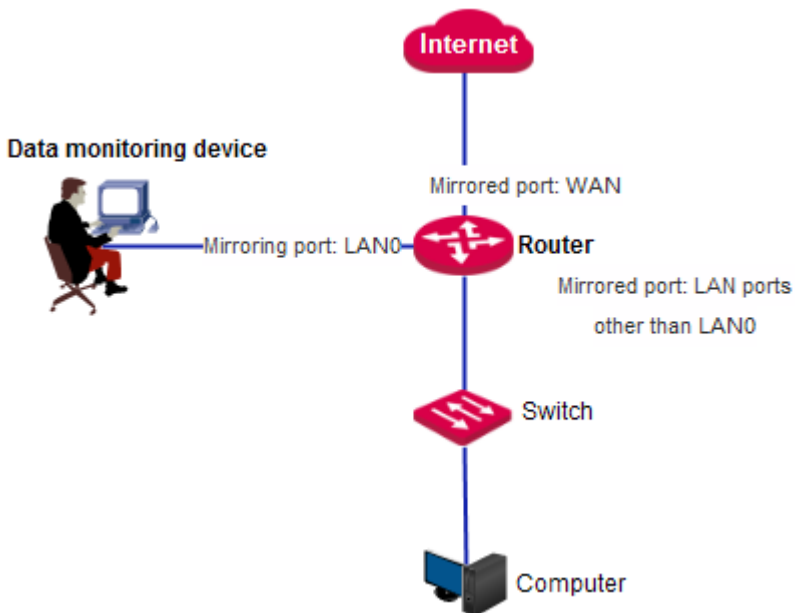 Internet
Data monitoring device
Mirrored port: WAN
Mirroring port: LAN0
Router
Mirrored port: LAN ports
other than LAN0
Switch
Computer